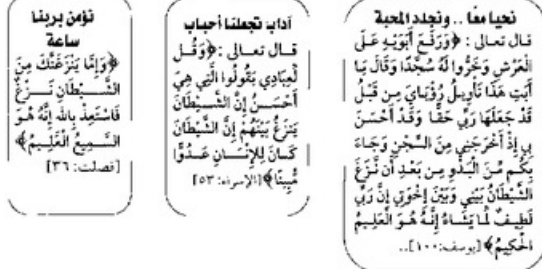 نحيا معًا .. ونجدد المحبة
قال تعالى : ﴿وَرَفَعَ أَبَوَيْهِ عَلَى
الْعَرْشِ وَخَرُّوا لَهُ سُجَّدًا وَقَالَ يَا
أَبَتِ هَذَا تَأْوِيلُ رُؤْيَايَ مِن قَبْلُ
قَدْ جَعَلَهَا رَبِّي حَقًّا وَقَدْ أَحْسَنَ
بِي إِذْ أَخْرَجَنِي مِنَ السِّجْنِ وَجَاءَ
بِكُم مِّنَ الْبَدْوِ مِن بَعْدِ أَن نَّزَغَ
الشَّيْطَانُ بَيْنِي وَبَيْنَ إِخْوَتِي إِنَّ رَبِّي
لَطِيفٌ لِّمَا يَشَاءُ إِنَّهُ هُوَ الْعَلِيمُ
الْحَكِيمُ﴾ [يوسف: ١٠٠]..
آداب تجعلنا أحباب
قال تعالى : ﴿وَقُل
لِّعِبَادِي يَقُولُوا الَّتِي هِيَ
أَحْسَنُ إِنَّ الشَّيْطَانَ
يَنزَغُ بَيْنَهُمْ إِنَّ الشَّيْطَانَ
كَانَ لِلْإِنسَانِ عَدُوًّا
مُّبِينًا﴾ [الإسراء: ٥٣]
نؤمن بربنا
ساعة
﴿وَإِمَّا يَنزَغَنَّكَ مِنَ
الشَّيْطَانِ نَزْغٌ
فَاسْتَعِذْ بِاللهِ إِنَّهُ هُوَ
السَّمِيعُ الْعَلِيمُ﴾
[فصلت: ٣٦]